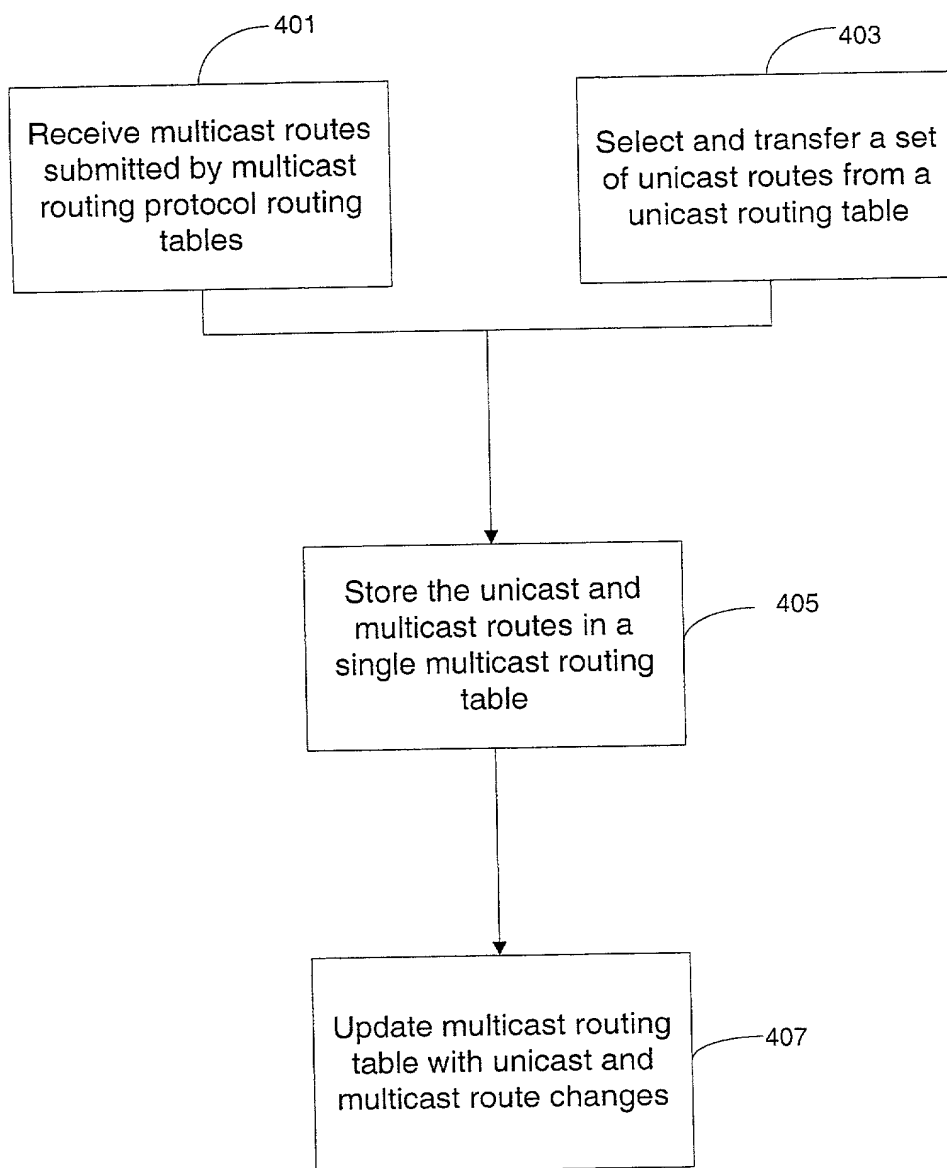 401
Receive multicast routes
submitted by multicast
routing protocol routing
tables
403
Select and transfer a set
of unicast routes from a
unicast routing table
Store the unicast and
multicast routes in a
single multicast routing
table
405
Update multicast routing
table with unicast and
multicast route changes
407